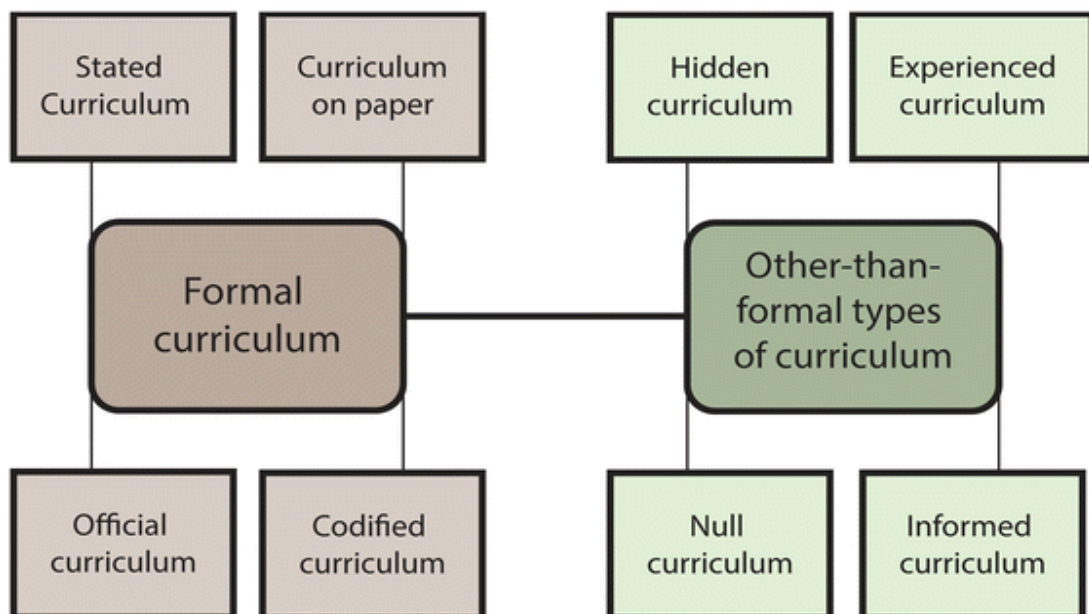 Stated
Curriculum
Curriculum
on paper
Hidden
curriculum
Experienced
curriculum
Formal
curriculum
Other-than-
formal types
of curriculum
Official
curriculum
Codified
curriculum
Null
curriculum
Informed
curriculum